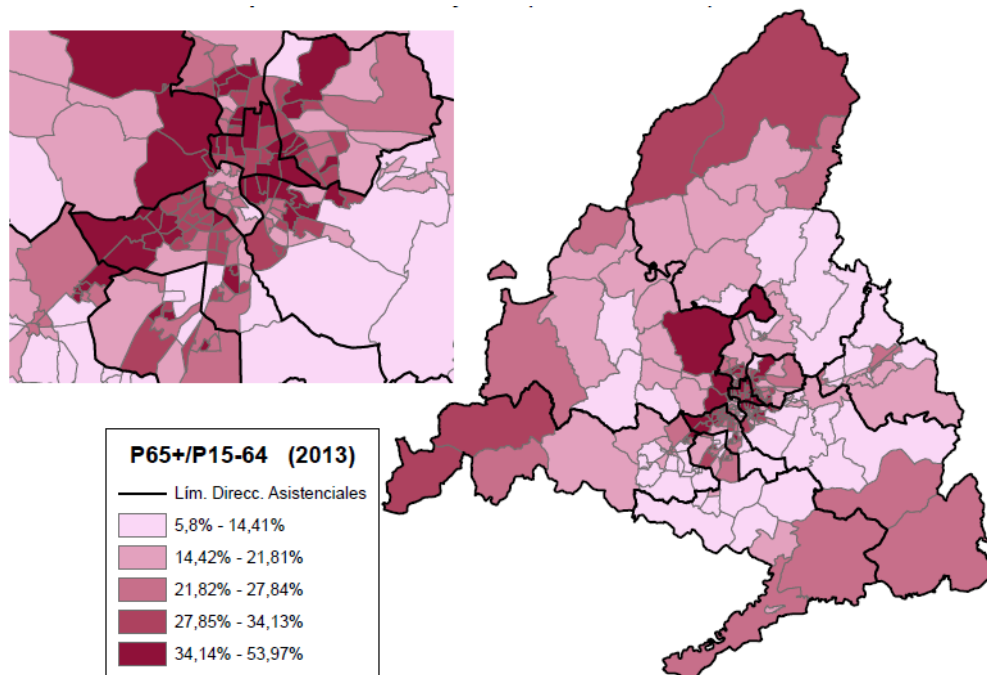 P65+/P15-64 (2013)
Lím. Direcc. Asistenciales
5,8% - 14,41%
14,42% - 21,81%
21,82% - 27,84%
27,85% - 34,13%
34,14% - 53,97%